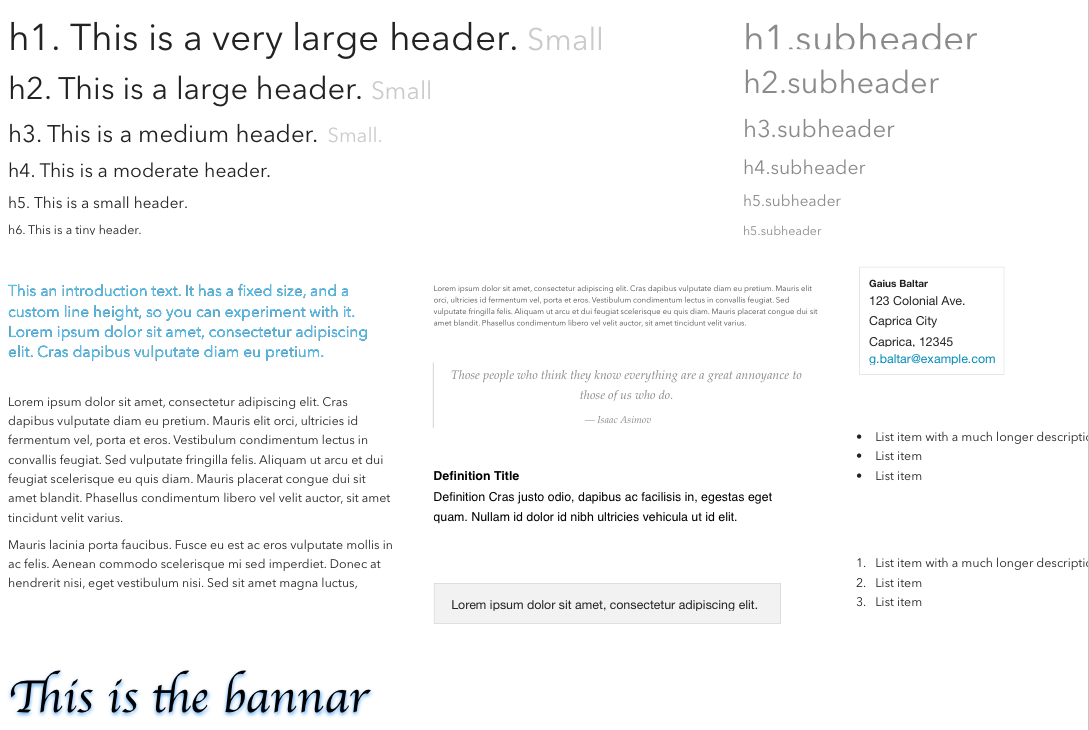 h1. This is a very large header. Small
h2. This is a large header. Small
h3. This is a medium header. Small.
h4. This is a moderate header.
h5. This is a small header.
h6. This is a tiny header.
h1.subheader
h2.subheader
h3.subheader
h4.subheader
h5.subheader
h5.subheader
This an introduction text. It has a fixed size, and a
custom line height, so you can experiment with it.
Lorem ipsum dolor sit amet, consectetur adipiscing
elit. Cras dapibus vulputate diam eu pretium.
Lorem ipsum dolor sit amet, consectetur adipiscing elit. Cras
dapibus vulputate diam eu pretium. Mauris elit orci, ultricies id
fermentum vel, porta et eros. Vestibulum condimentum lectus in
convallis feugiat. Sed vulputate fringilla felis. Aliquam ut arcu et dui
feugiat scelerisque eu quis diam. Mauris placerat congue dui sit
amet blandit. Phasellus condimentum libero vel velit auctor, sit amet
tincidunt velit varius.
Mauris lacinia porta faucibus. Fusce eu est ac eros vulputate mollis in
ac felis. Aenean commodo scelerisque mi sed imperdiet. Donec at
hendrerit nisi, eget vestibulum nisi. Sed sit amet magna luctus,
Lorem ipsum dolor sit amet, consectetur adipiscing elit. Cras dapibus vulputate diam eu pretium. Mauris elit
orci, ultricies id fermentum vel, porta et eros. Vestibulum condimentum lectus in convallis feugiat. Sed
vulputate fringilla felis. Aliquam ut arcu et dui feugiat scelerisque eu quis diam. Mauris placerat congue dui sit
amet blandit. Phasellus condimentum libero vel velit auctor, sit amet tincidunt velit varius.
Those people who think they know everything are a great annoyance to
those of us who do.
— Isaac Asimov
Definition Title
Definition Cras justo odio, dapibus ac facilisis in, egestas eget
quam. Nullam id dolor id nibh ultricies vehicula ut id elit.
Lorem ipsum dolor sit amet, consectetur adipiscing elit.
Gaius Baltar
123 Colonial Ave.
Caprica City
Caprica, 12345
g.baltar@example.com
• List item with a much longer descriptio
• List item
• List item
1. List item with a much longer descriptio
2. List item
3. List item
This is the bannar